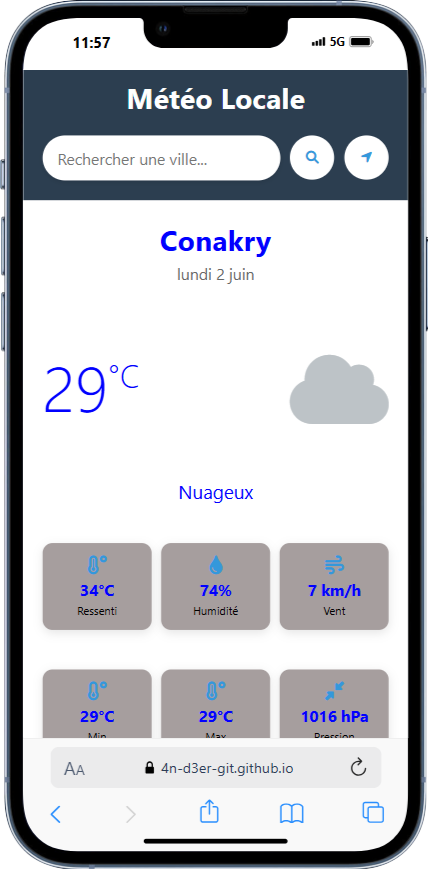 11:57
5G
Météo Locale
Rechercher une ville...
Conakry
lundi 2 juin
29°C
Nuageux
34°C
74%
7 km/h
Ressenti
Humidité
Vent
29°C
29°C
1016 hPa
Min
Max
Pression
AA
4n-d3er-git.github.io